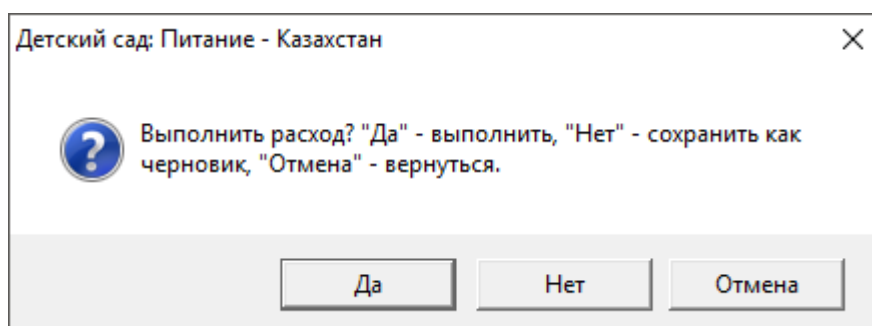 Детский сад: Питание - Казахстан
Выполнить расход? "Да" - выполнить, "Нет" - сохранить как
черновик, "Отмена" - вернуться.
Да
Нет
Отмена